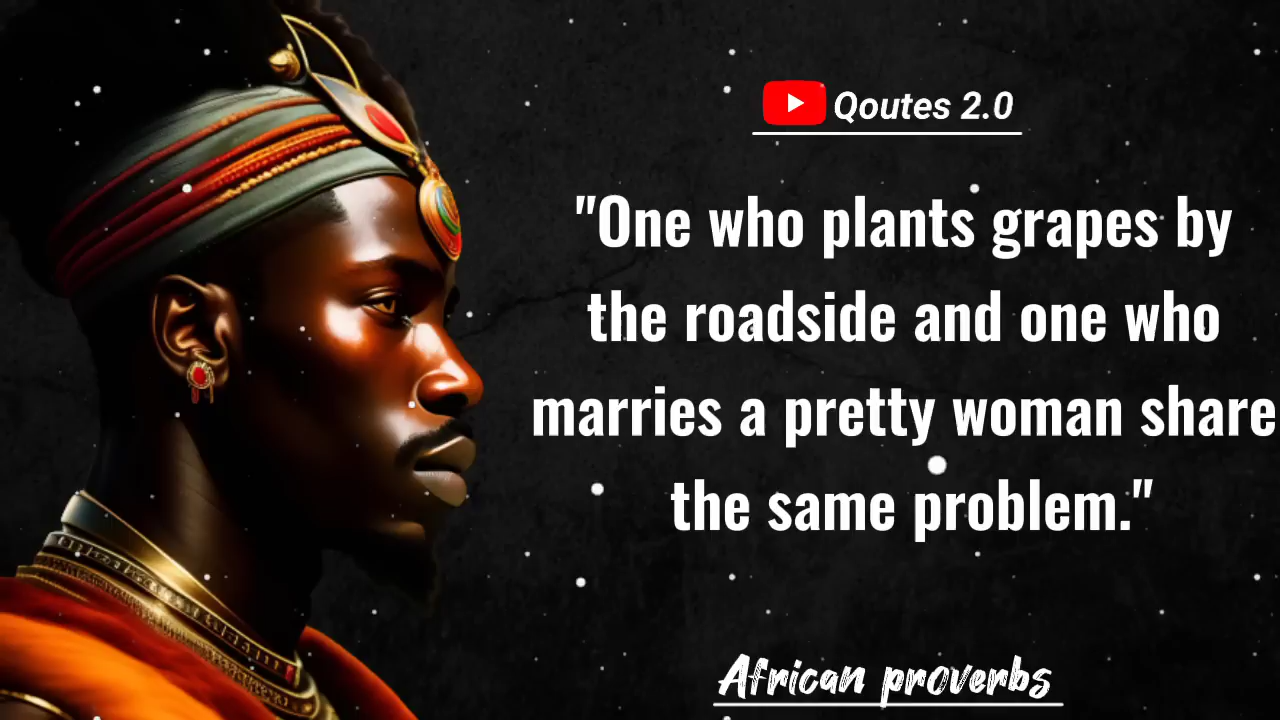 Qoutes 2.0
"One who plants grapes by
the roadside and one who
marries a pretty woman share
the same problem."
African proverbs